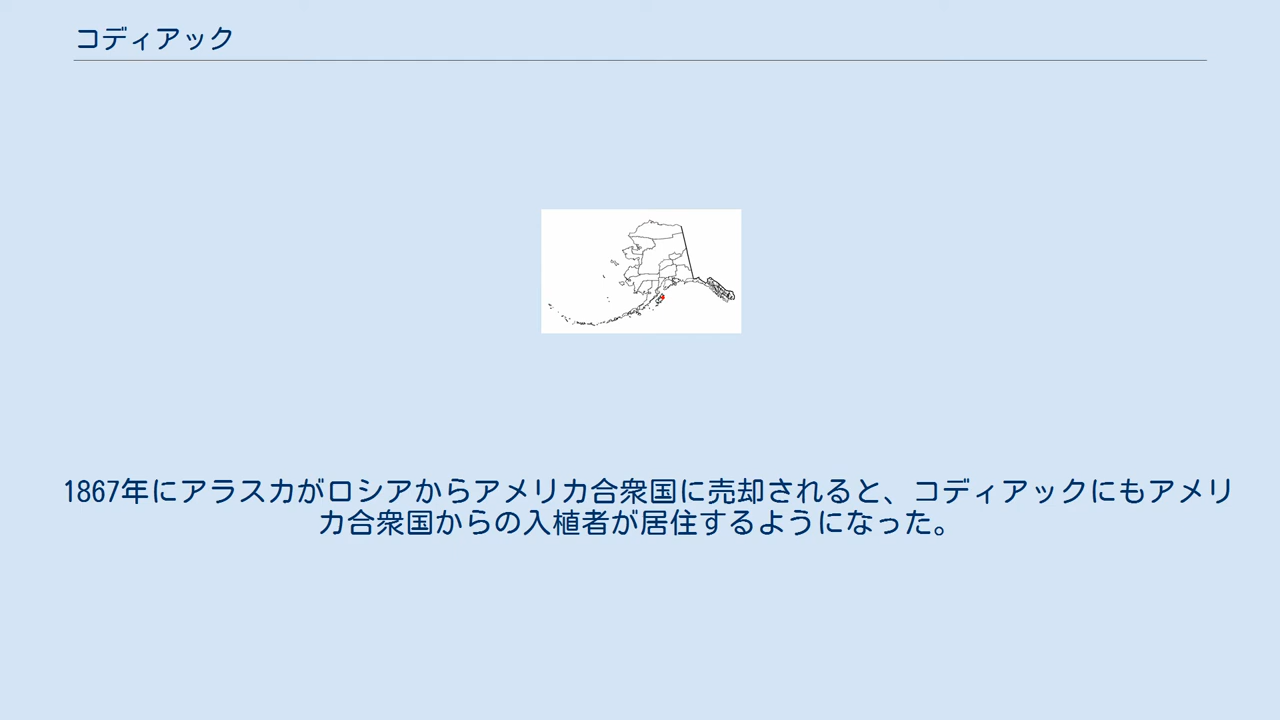 コディアック
1867年にアラスカがロシアからアメリカ合衆国に売却されると、コディアックにもアメリ
カ合衆国からの入植者が居住するようになった。